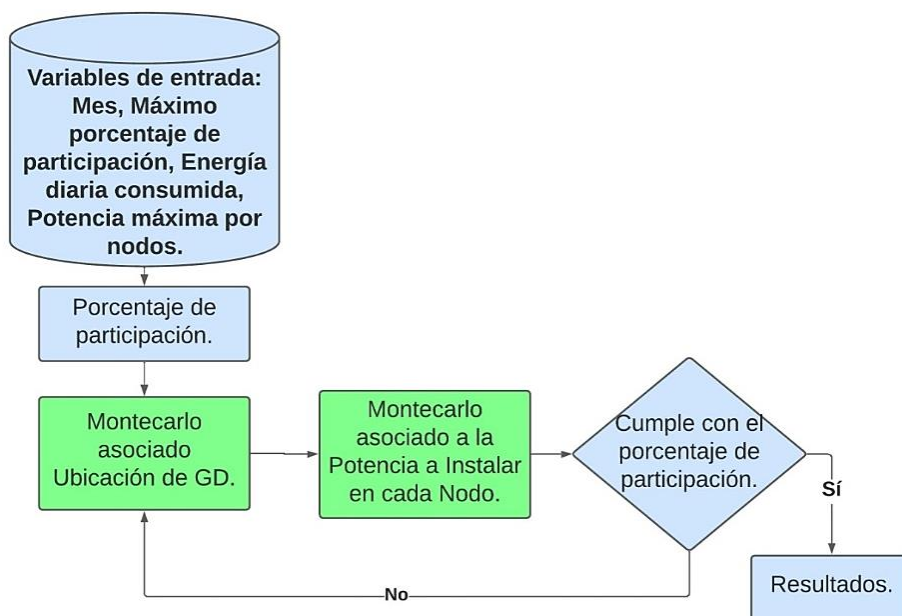 Variables de entrada:
Mes, Máximo
porcentaje de
participación, Energía
diaria consumida,
Potencia máxima por
nodos.
Porcentaje de
participación.
Montecarlo
asociado
Ubicación de GD.
Montecarlo
asociado a la
Potencia a Instalar
en cada Nodo.
Cumple con el
porcentaje de
participación.
Sí
No
Resultados.